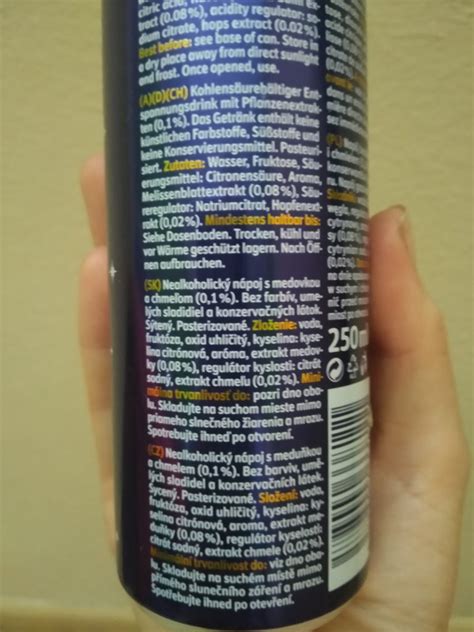 citric acid, natural
tract (0.08%), acidity regulator: so-
dium citrate, hops extract (0.02%).
Best before: see base of can. Store in
a dry place away from direct sunlight
and frost. Once opened, use.
(A)(D)(CH) Kohlensäurehältiger Ent-
spannungsdrink mit Pflanzenextrak-
ten (0,1%). Das Getränk enthält keine
künstlichen Farbstoffe, Süßstoffe und
keine Konservierungsmittel. Pasteuri-
siert. Zutaten: Wasser, Fruktose, Säu-
erungsmittel: Citronensäure, Aroma,
Melissenblattextrakt (0,08%), Säu-
reregulator: Natriumcitrat, Hopfenext-
rakt (0,02%). Mindestens haltbar bis:
Siehe Dosenboden. Trocken, kühl und
vor Wärme geschützt lagern. Nach Öff-
nen aufbrauchen.
(SK) Nealkoholický nápoj s medovkou
a chmeľom (0,1%). Bez farbív, umelých
sladidiel a konzervačných látok.
Sýtený. Pasterizované. Zloženie: voda,
fruktóza, oxid uhličitý, kyselina: kyse-
lina citrónová, aróma, extrakt medov-
ky (0,08%), regulátor kyslosti: citrát
sodný, extrakt chmeľu (0,02%). Mini-
málna trvanlivosť do: pozri dno oba-
lu. Skladujte na suchom mieste mimo
priameho slnečného žiarenia a mrazu.
Spotrebujte ihneď po otvorení.
(CZ) Nealkoholický nápoj s meduňkou
a chmelem (0,1%). Bez barviv, umě-
lých sladidel a konzervačních látek.
Sycený. Pasterizované. Složení: voda,
fruktóza, oxid uhličitý, kyselina: ky-
selina citronová, aroma, extrakt me-
duňky (0,08%), regulátor kyselosti:
citrát sodný, extrakt chmele (0,02%).
Minimální trvanlivost do: viz dno oba-
lu. Skladujte na suchém místě mimo
přímého slunečního záření a mrazu.
Spotřebujte ihned po otevření.
(PL)
250 ml